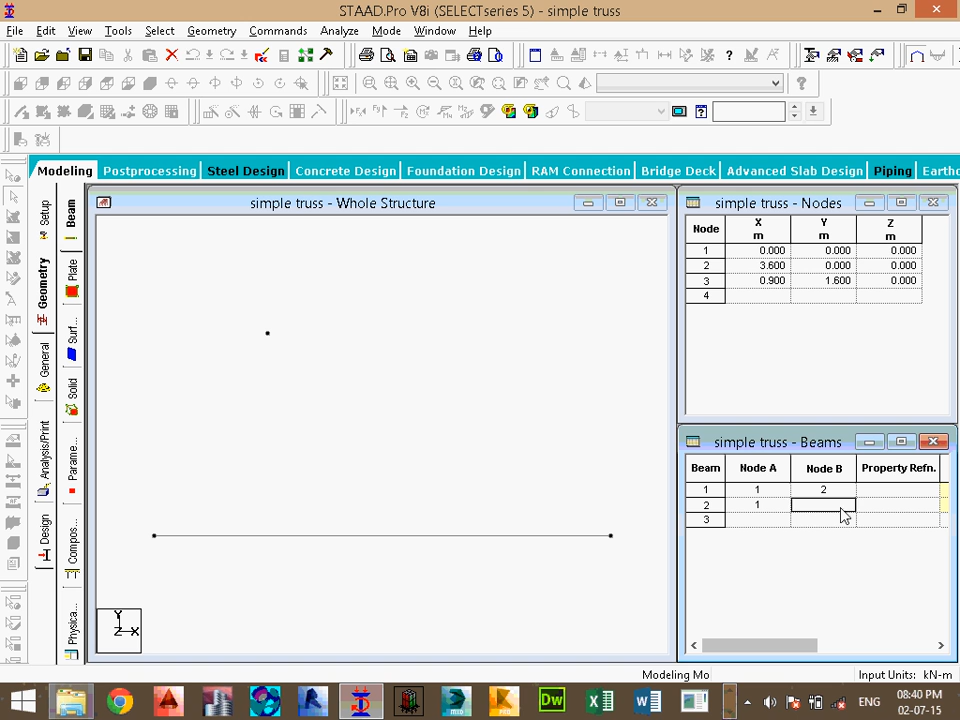 STAAD.Pro V8i (SELECTseries 5) - simple truss
File Edit View Tools Select Geometry Commands Analyze Mode Window Help
Modeling Postprocessing Steel Design Concrete Design Foundation Design RAM Connection Bridge Deck Advanced Slab Design Piping Earthq
Setup
Geometry
General
Analysis/Print
Design
Beam
Plate
Surf...
Solid
Parame...
Compos...
Physica...
simple truss - Whole Structure
Y
Z X
simple truss - Nodes
Node X m Y m Z m
1 0.000 0.000 0.000
2 3.600 0.000 0.000
3 0.900 1.600 0.000
4
simple truss - Beams
Beam Node A Node B Property Refn.
1 1 2
2 1
3
Modeling Mo Input Units: kN-m
Dw
ENG
08:40 PM
02-07-15